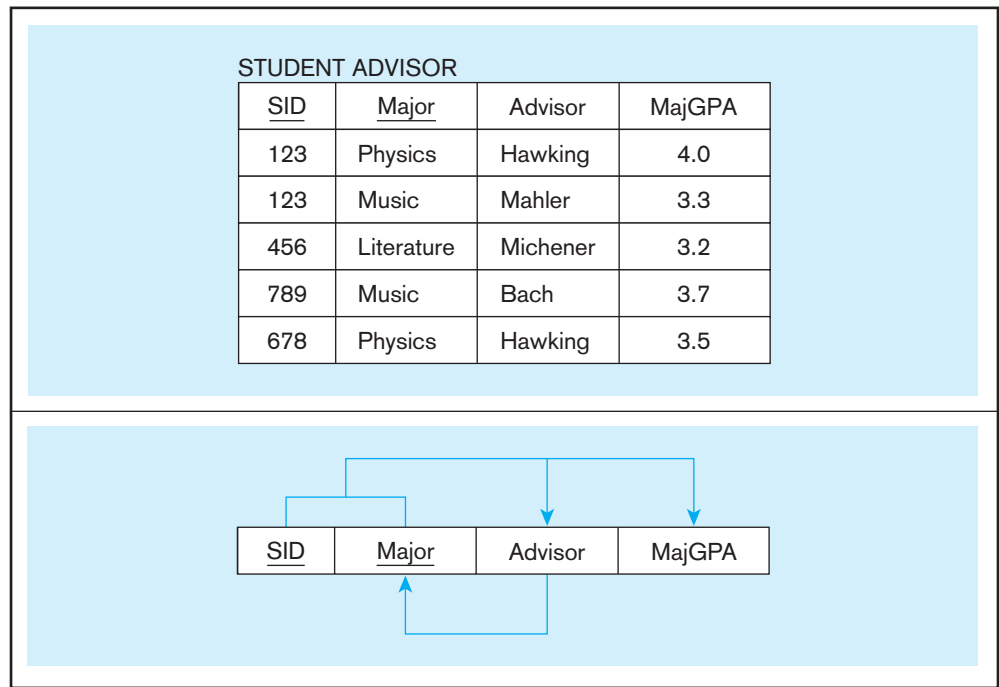 STUDENT ADVISOR
SID Major Advisor MajGPA
123 Physics Hawking 4.0
123 Music Mahler 3.3
456 Literature Michener 3.2
789 Music Bach 3.7
678 Physics Hawking 3.5
SID Major Advisor MajGPA